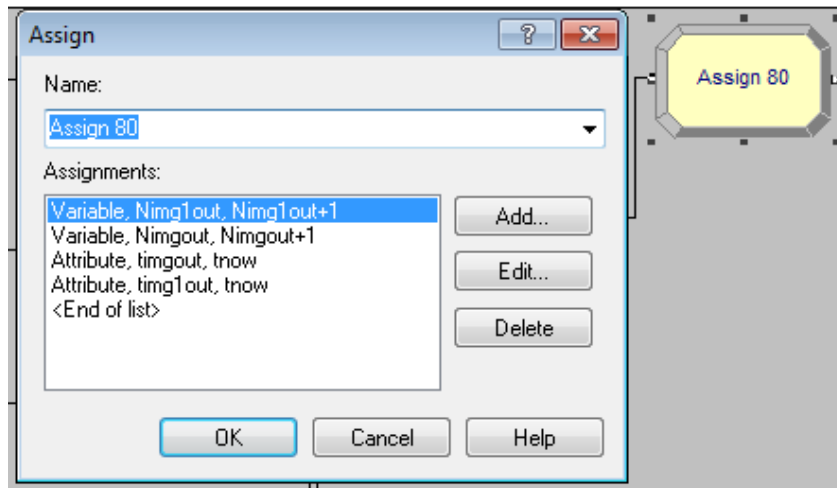 Assign
Assign 80
Name:
Assign 80
Assignments:
Variable, Nimg1out, Nimg1out+1
Variable, Nimgout, Nimgout+1
Attribute, timgout, tnow
Attribute, timg1out, tnow
<End of list>
Add...
Edit...
Delete
OK
Cancel
Help